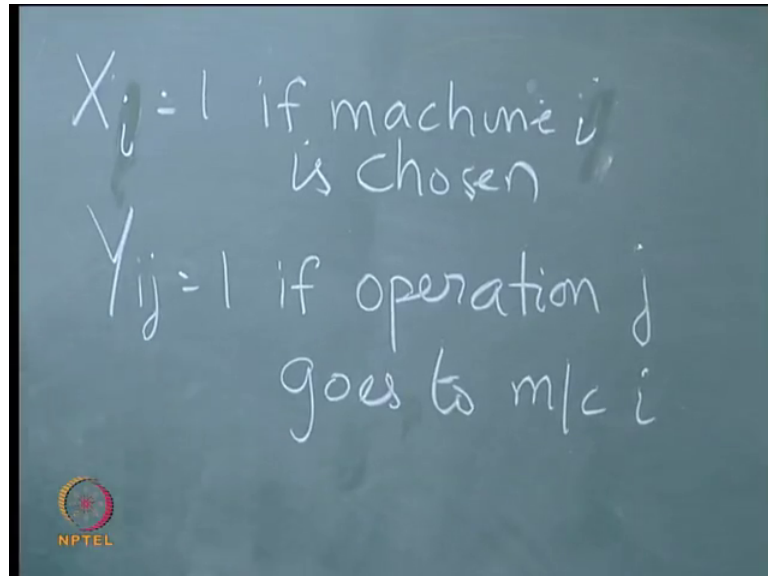 Xi = 1 if machine i
is chosen
Yij = 1 if operation j
goes to m/c i
NPTEL